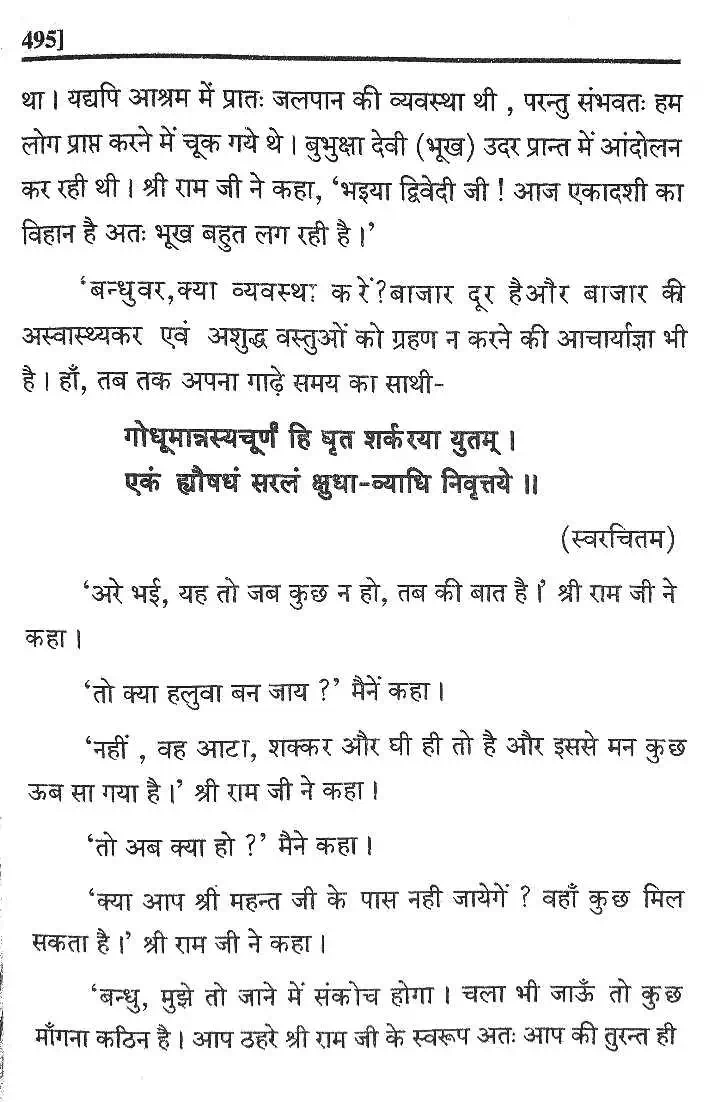 495]
था। यद्यपि आश्रम में प्रातः जलपान की व्यवस्था थी , परन्तु संभवतः हम
लोग प्राप्त करने में चूक गये थे। बुभुक्षा देवी (भूख) उदर प्रान्त में आंदोलन
कर रही थी। श्री राम जी ने कहा, ‘भइया द्विवेदी जी ! आज एकादशी का
विहान है अतः भूख बहुत लग रही है।’
‘बन्धुवर,क्या व्यवस्था करें?बाजार दूर हैऔर बाजार की
अस्वास्थ्यकर एवं अशुद्ध वस्तुओं को ग्रहण न करने की आचार्याज्ञा भी
है। हाँ, तब तक अपना गाढ़े समय का साथी-
गोधूमान्नस्यचूर्णं हि घृत शर्करया युतम् ।
एकं ह्यौषधं सरलं क्षुधा-व्याधि निवृत्तये ॥
(स्वरचितम)
‘अरे भई, यह तो जब कुछ न हो, तब की बात है।’ श्री राम जी ने
कहा।
‘तो क्या हलुवा बन जाय ?’ मैनें कहा।
‘नहीं , वह आटा, शक्कर और घी ही तो है और इससे मन कुछ
ऊब सा गया है।’ श्री राम जी ने कहा।
‘तो अब क्या हो ?’ मैने कहा।
‘क्या आप श्री महन्त जी के पास नही जायेगें ? वहाँ कुछ मिल
सकता है।’ श्री राम जी ने कहा।
‘बन्धु, मुझे तो जाने में संकोच होगा। चला भी जाऊँ तो कुछ
माँगना कठिन है। आप ठहरे श्री राम जी के स्वरूप अतः आप की तुरन्त ही